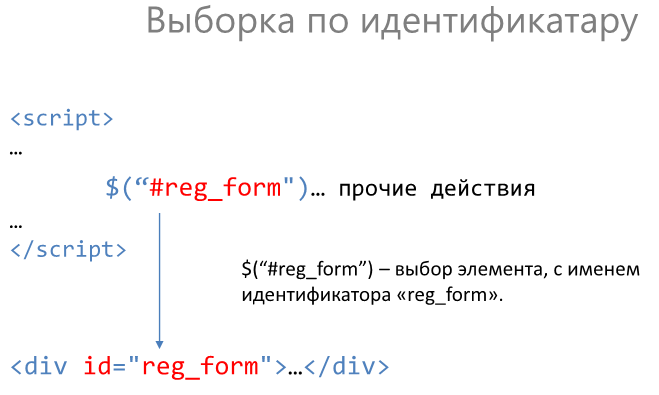 Выборка по идентификатару
<script>
…
$(“#reg_form")… прочие действия
…
</script>
$(“#reg_form”) – выбор элемента, с именем
идентификатора «reg_form».
<div id="reg_form">…</div>